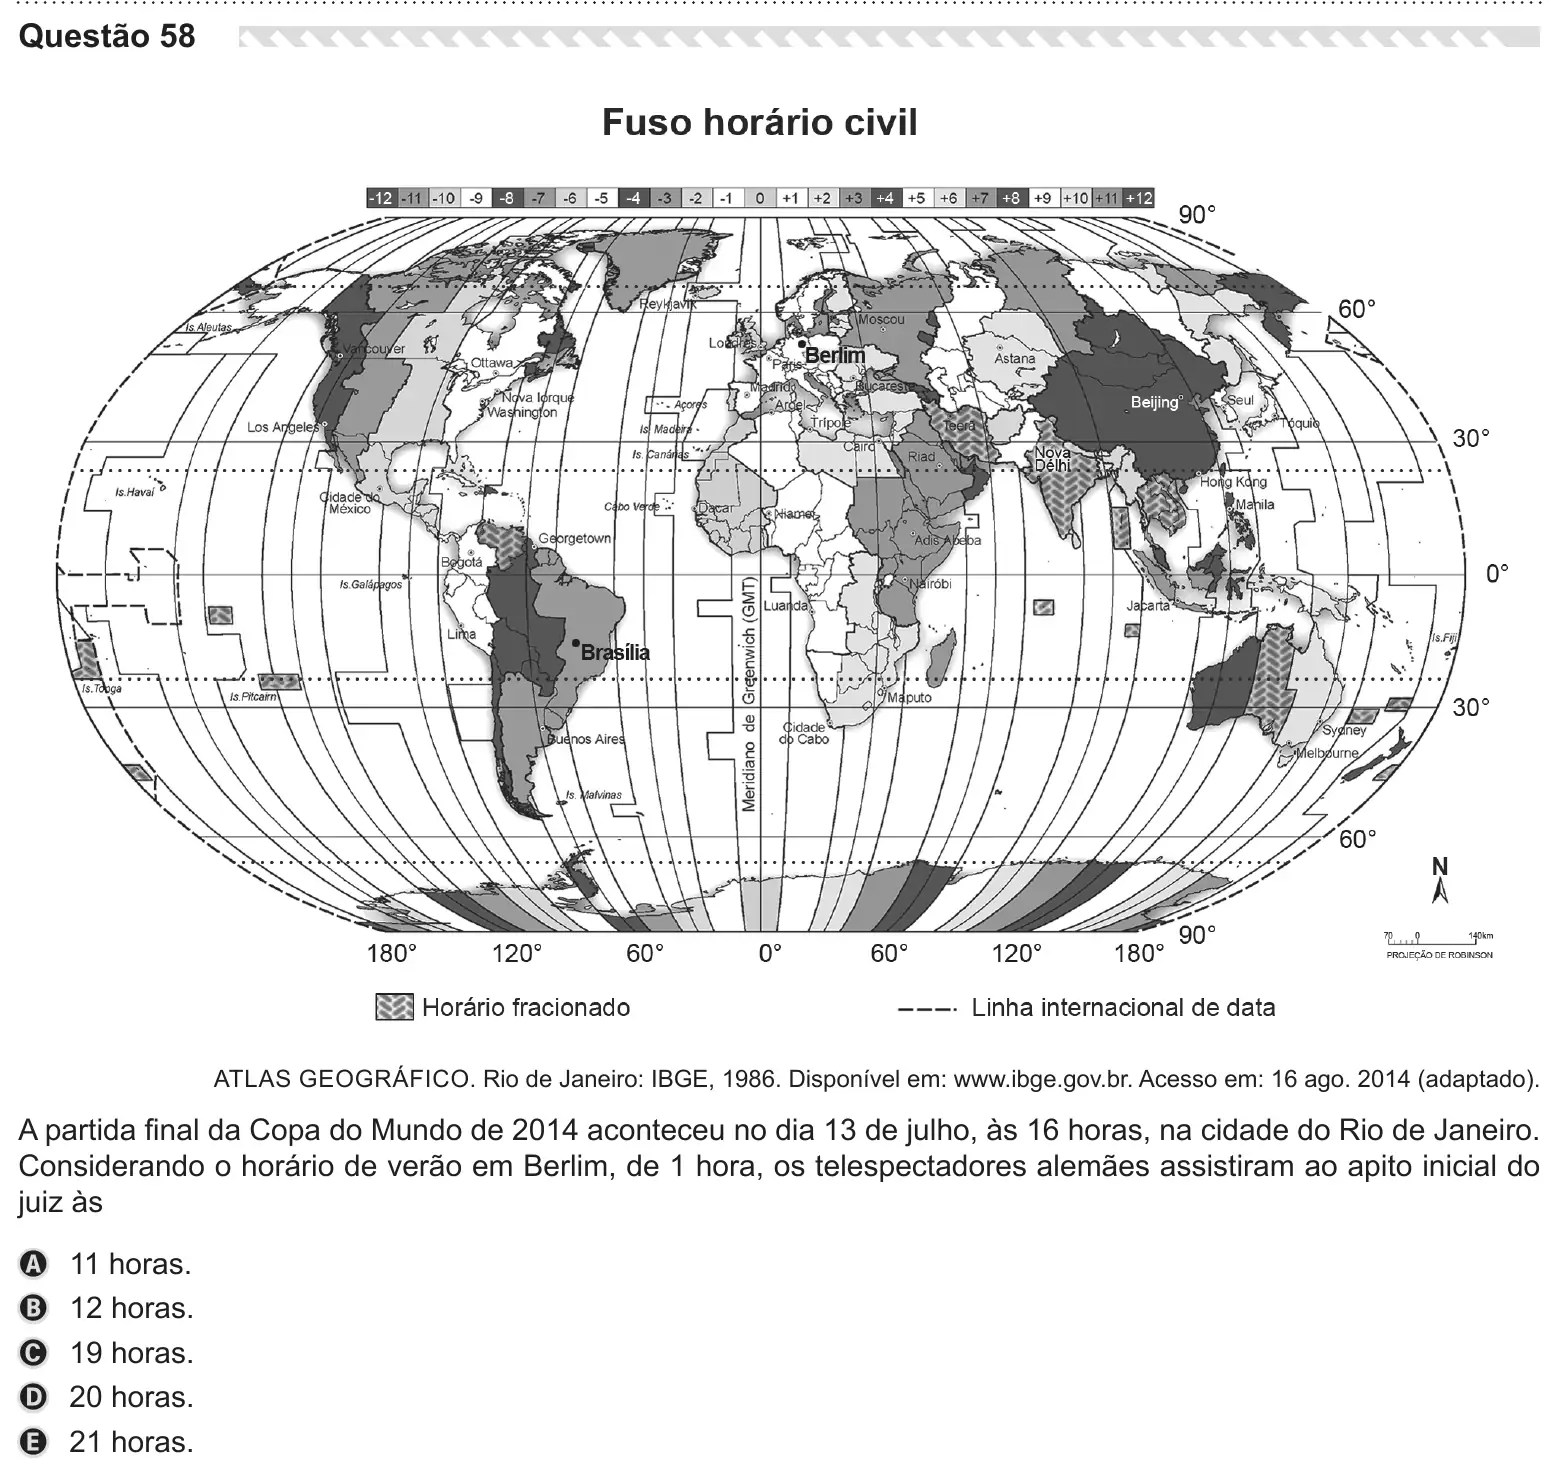 Questão 58
Fuso horário civil
-12 -11 -10 -9 -8 -7 -6 -5 -4 -3 -2 -1 0 +1 +2 +3 +4 +5 +6 +7 +8 +9 +10 +11 +12
90°
60°
Reykjavik
Moscou
Is.Aleutas
Londres
Vancouver
Berlim
Ottawa
Paris
Astana
Nova Iorque
Washington
Madrid
Bucareste
Beijing
Seul
Açores
Argel
Los Angeles
Is. Madeira
Trípole
Teerã
Tóquio
30°
Cairo
Is. Canárias
Riad
Nova
Délhi
Is.Havaí
Cidade do
México
Hong Kong
Cabo Verde
Dacar
Niamei
Manila
Georgetown
Adis Abeba
Bogotá
0°
Is.Galápagos
Nairóbi
Luanda
Jacarta
Lima
Is.Fiji
Brasília
Meridiano de Greenwich (GMT)
Is.Tonga
Is.Pitcairn
Maputo
30°
Cidade
do Cabo
Sydney
Buenos Aires
Melbourne
Is. Malvinas
60°
N
90°
70 0 140km
PROJEÇÃO DE ROBINSON
180° 120° 60° 0° 60° 120° 180°
Horário fracionado
Linha internacional de data
ATLAS GEOGRÁFICO. Rio de Janeiro: IBGE, 1986. Disponível em: www.ibge.gov.br. Acesso em: 16 ago. 2014 (adaptado).
A partida final da Copa do Mundo de 2014 aconteceu no dia 13 de julho, às 16 horas, na cidade do Rio de Janeiro.
Considerando o horário de verão em Berlim, de 1 hora, os telespectadores alemães assistiram ao apito inicial do
juiz às
A 11 horas.
B 12 horas.
C 19 horas.
D 20 horas.
E 21 horas.